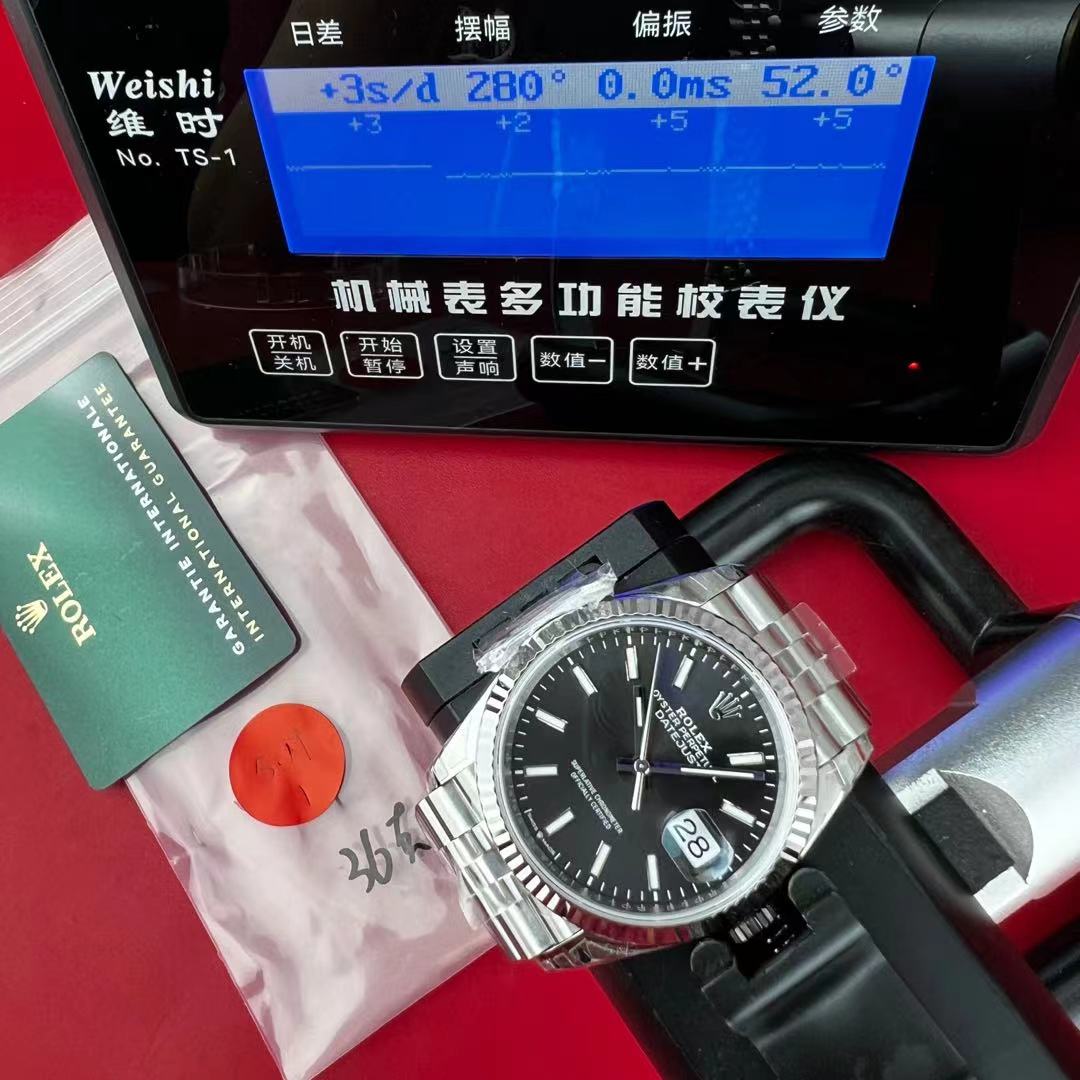 日差 摆幅 偏振 参数
Weishi
维时
No. TS-1
+3s/d 280° 0.0ms 52.0°
+3 +2 +5 +5
机械表多功能校表仪
开机
关机
开始
暂停
设置
声响
数值−
数值+
ROLEX
GARANTIE INTERNATIONALE
INTERNATIONAL GUARANTEE
36
ROLEX
OYSTER PERPETUAL
DATEJUST
SUPERLATIVE CHRONOMETER
OFFICIALLY CERTIFIED
28